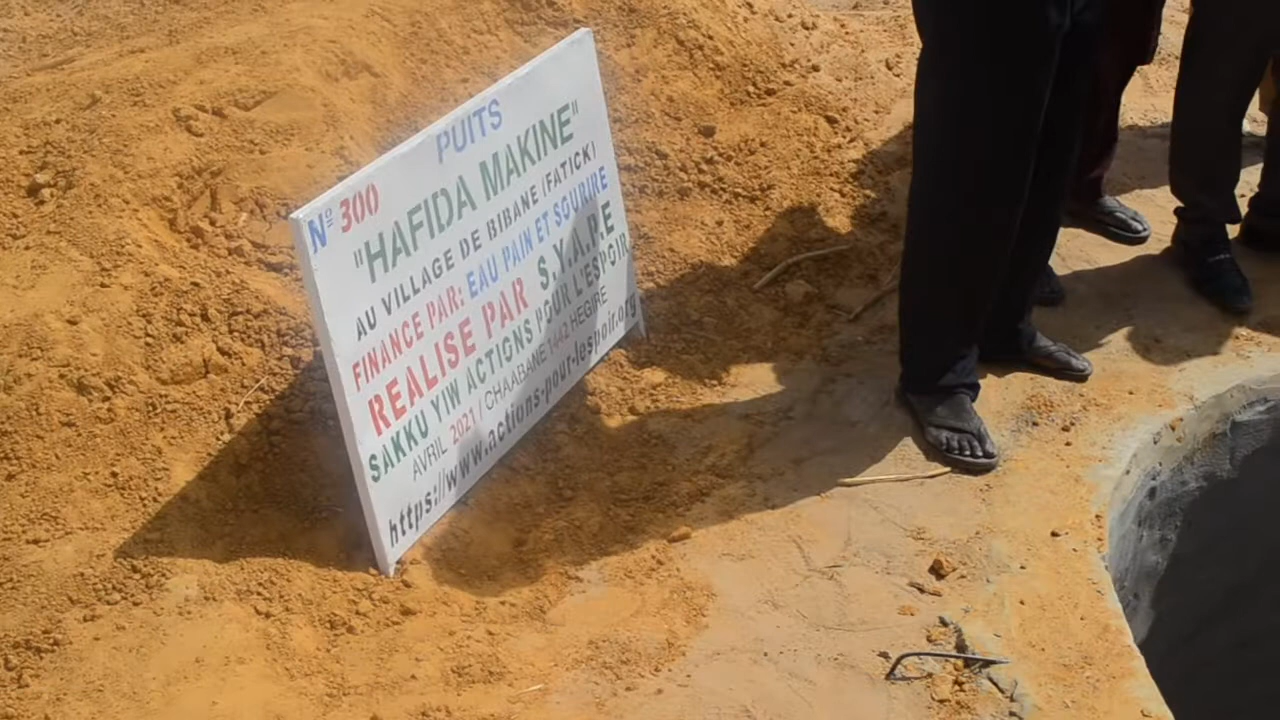 PUITS
Nº 300
"HAFIDA MAKINE"
AU VILLAGE DE BIBANE (FATICK)
FINANCE PAR: EAU PAIN ET SOURIRE
REALISE PAR S.Y.A.P.E
SAKKU YIW ACTIONS POUR L'ESPOIR
AVRIL 2021 / CHAABANE 1442 HEGIRE
https://www.actions-pour-lespoir.org